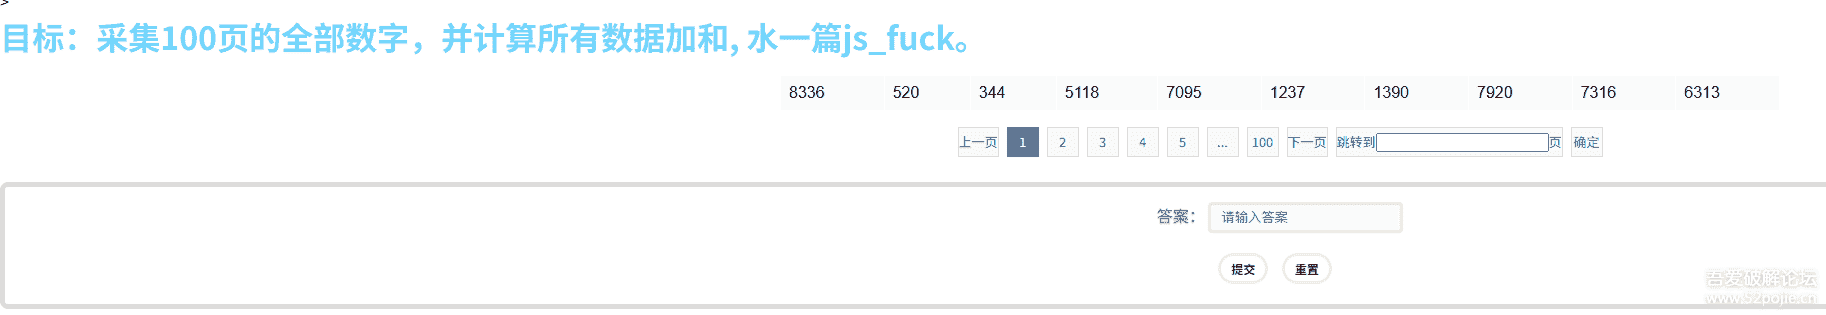 >
目标：采集100页的全部数字，并计算所有数据加和, 水一篇js_fuck。
8336 520 344 5118 7095 1237 1390 7920 7316 6313
上一页 1 2 3 4 5 ... 100 下一页 跳转到 页 确定
答案： 请输入答案
提交 重置
吾爱破解论坛
www.52pojie.cn